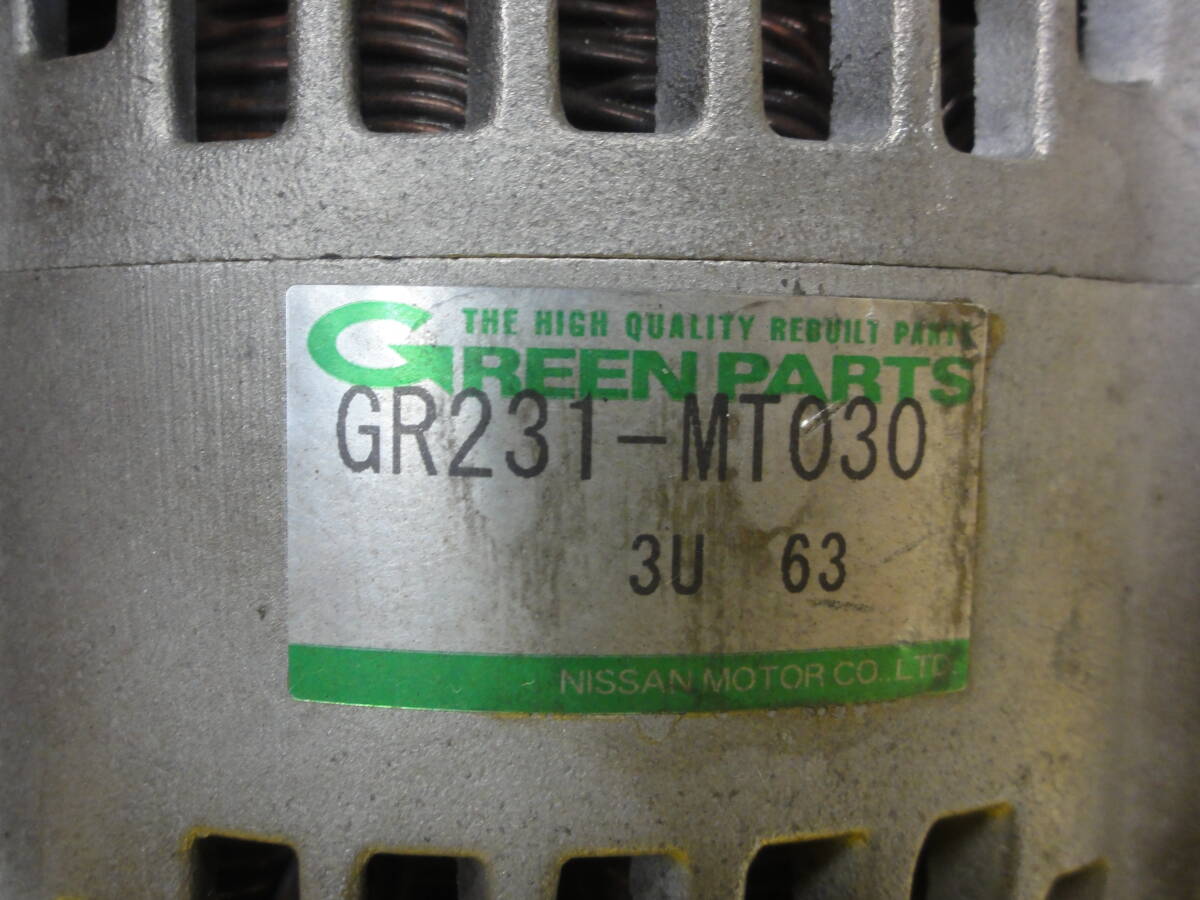 THE HIGH QUALITY REBUILT PARTS
GREEN PARTS
GR231-MT030
3U 63
NISSAN MOTOR CO.,LTD.